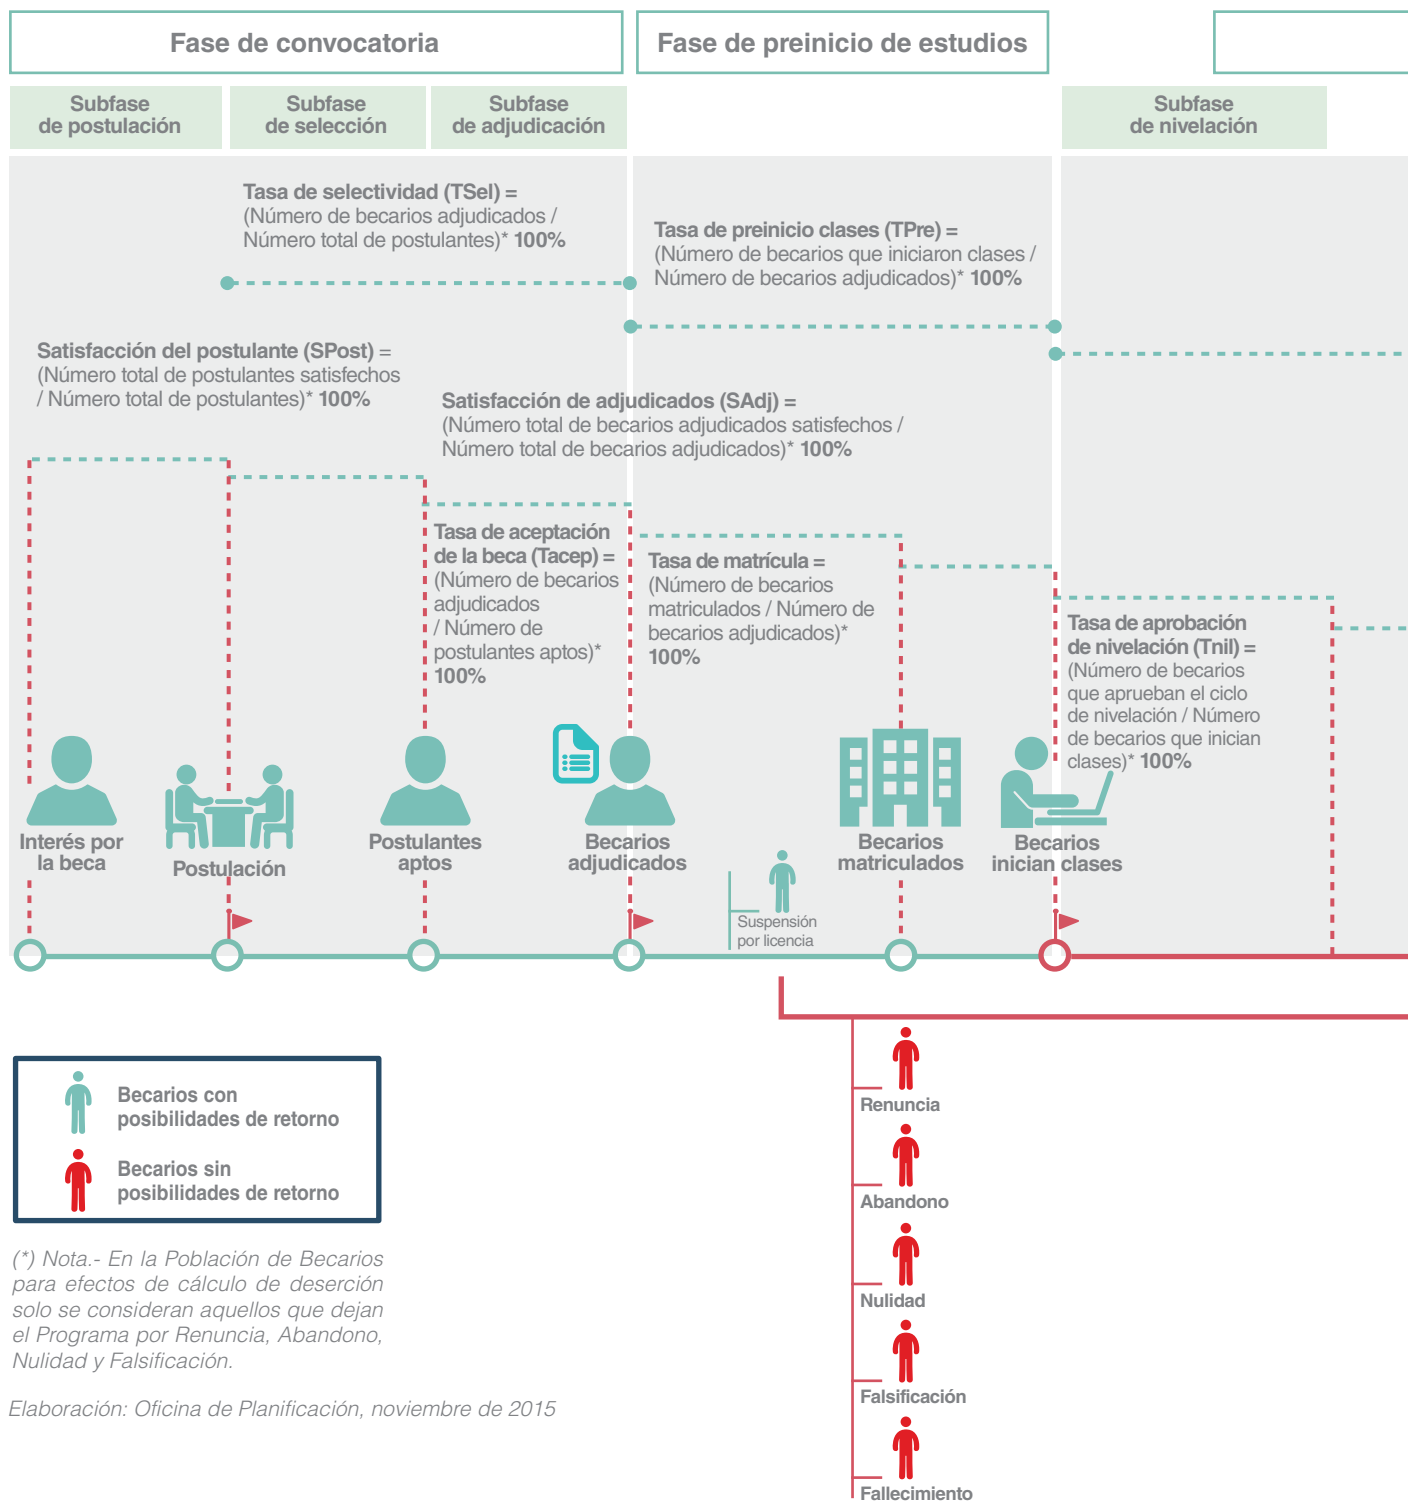 Fase de convocatoria
Fase de preinicio de estudios
Subfase
de postulación
Subfase
de selección
Subfase
de adjudicación
Subfase
de nivelación
Tasa de selectividad (TSel) =
(Número de becarios adjudicados /
Número total de postulantes)* 100%
Tasa de preinicio clases (TPre) =
(Número de becarios que iniciaron clases /
Número de becarios adjudicados)* 100%
Satisfacción del postulante (SPost) =
(Número total de postulantes satisfechos
/ Número total de postulantes)* 100%
Satisfacción de adjudicados (SAdj) =
(Número total de becarios adjudicados satisfechos /
Número total de becarios adjudicados)* 100%
Tasa de aceptación
de la beca (Tacep) =
(Número de becarios
adjudicados
/ Número de
postulantes aptos)*
100%
Tasa de matrícula =
(Número de becarios
matriculados / Número de
becarios adjudicados)*
100%
Tasa de aprobación
de nivelación (Tnil) =
(Número de becarios
que aprueban el ciclo
de nivelación / Número
de becarios que inician
clases)* 100%
Interés por
la beca
Postulación
Postulantes
aptos
Becarios
adjudicados
Becarios
matriculados
Becarios
inician clases
Suspensión
por licencia
Renuncia
Abandono
Nulidad
Falsificación
Fallecimiento
Becarios con
posibilidades de retorno
Becarios sin
posibilidades de retorno
(*) Nota.- En la Población de Becarios
para efectos de cálculo de deserción
solo se consideran aquellos que dejan
el Programa por Renuncia, Abandono,
Nulidad y Falsificación.
Elaboración: Oficina de Planificación, noviembre de 2015